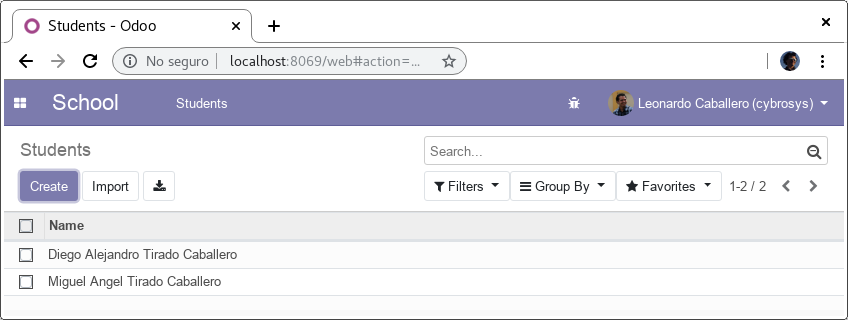 Students - Odoo
No seguro localhost:8069/web#action=...
School Students Leonardo Caballero (cybrosys)
Students Search...
Create Import Filters Group By Favorites 1-2 / 2
Name
Diego Alejandro Tirado Caballero
Miguel Angel Tirado Caballero